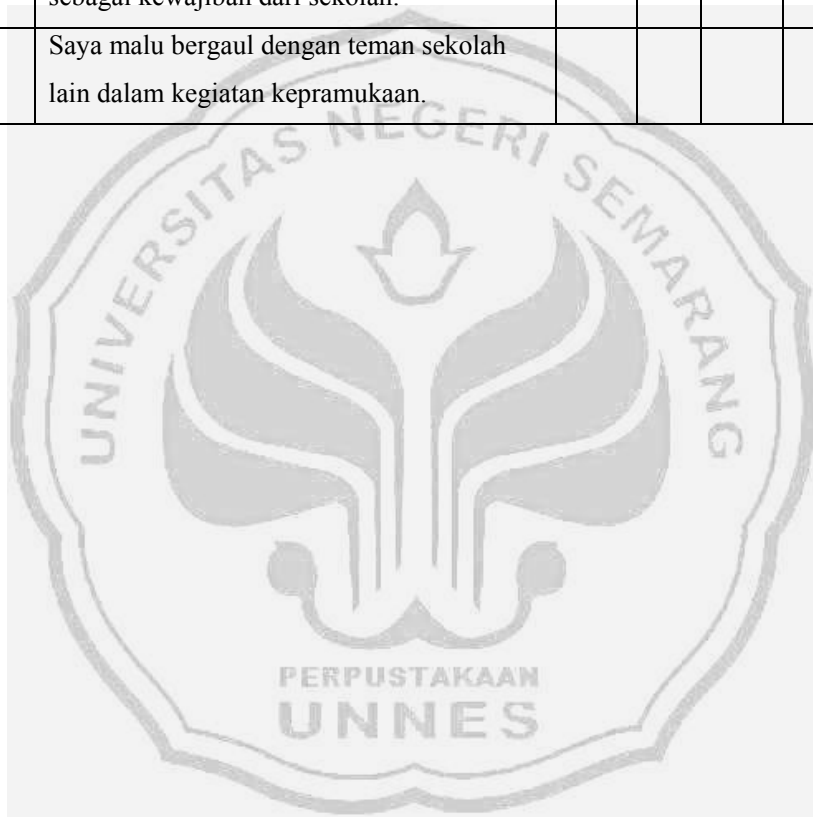 sebagai kewajiban dari sekolah.
Saya malu bergaul dengan teman sekolah
lain dalam kegiatan kepramukaan.
UNIVERSITAS NEGERI SEMARANG
PERPUSTAKAAN
UNNES